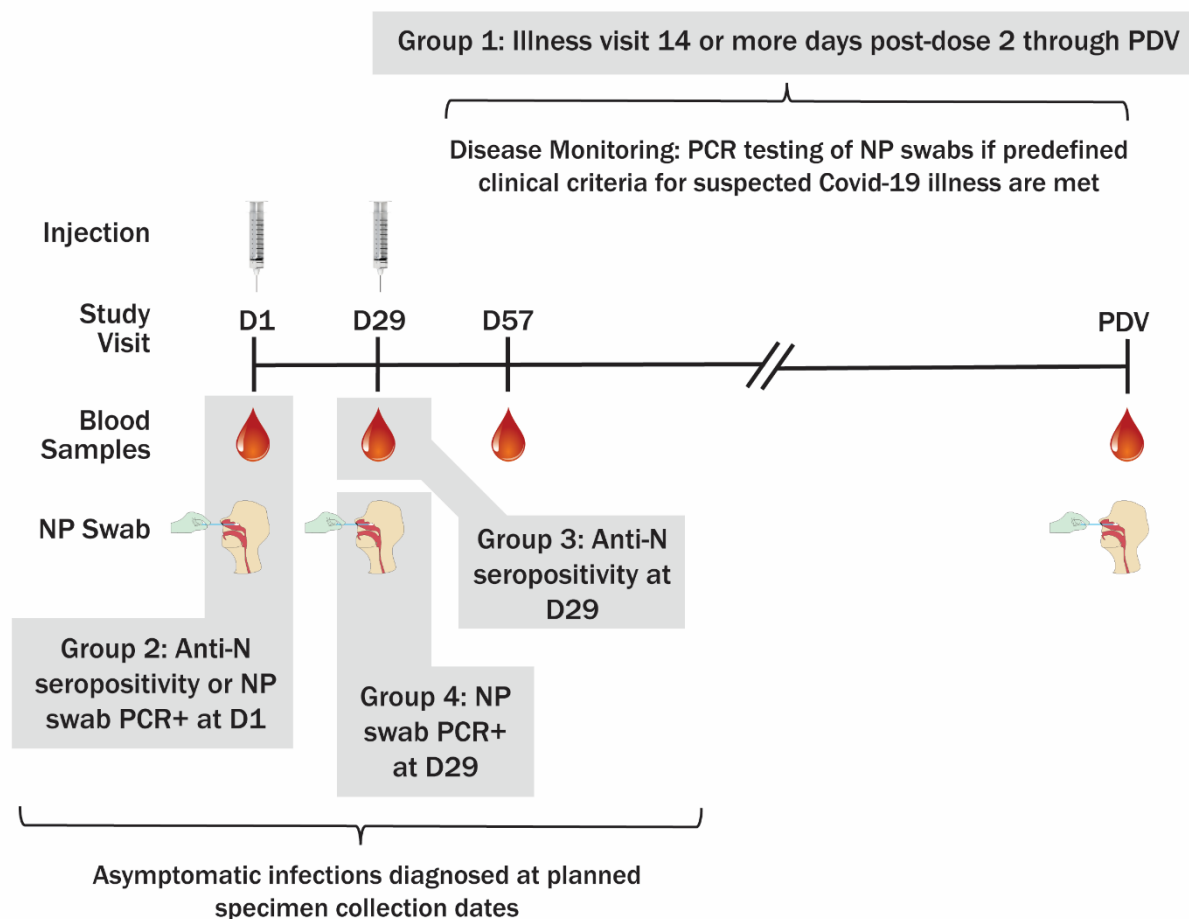 Group 1: Illness visit 14 or more days post-dose 2 through PDV
Disease Monitoring: PCR testing of NP swabs if predefined
clinical criteria for suspected Covid-19 illness are met
Injection
Study
Visit
D1
D29
D57
PDV
Blood
Samples
NP Swab
Group 3: Anti-N
seropositivity at
D29
Group 2: Anti-N
seropositivity or NP
swab PCR+ at D1
Group 4: NP
swab PCR+
at D29
Asymptomatic infections diagnosed at planned
specimen collection dates